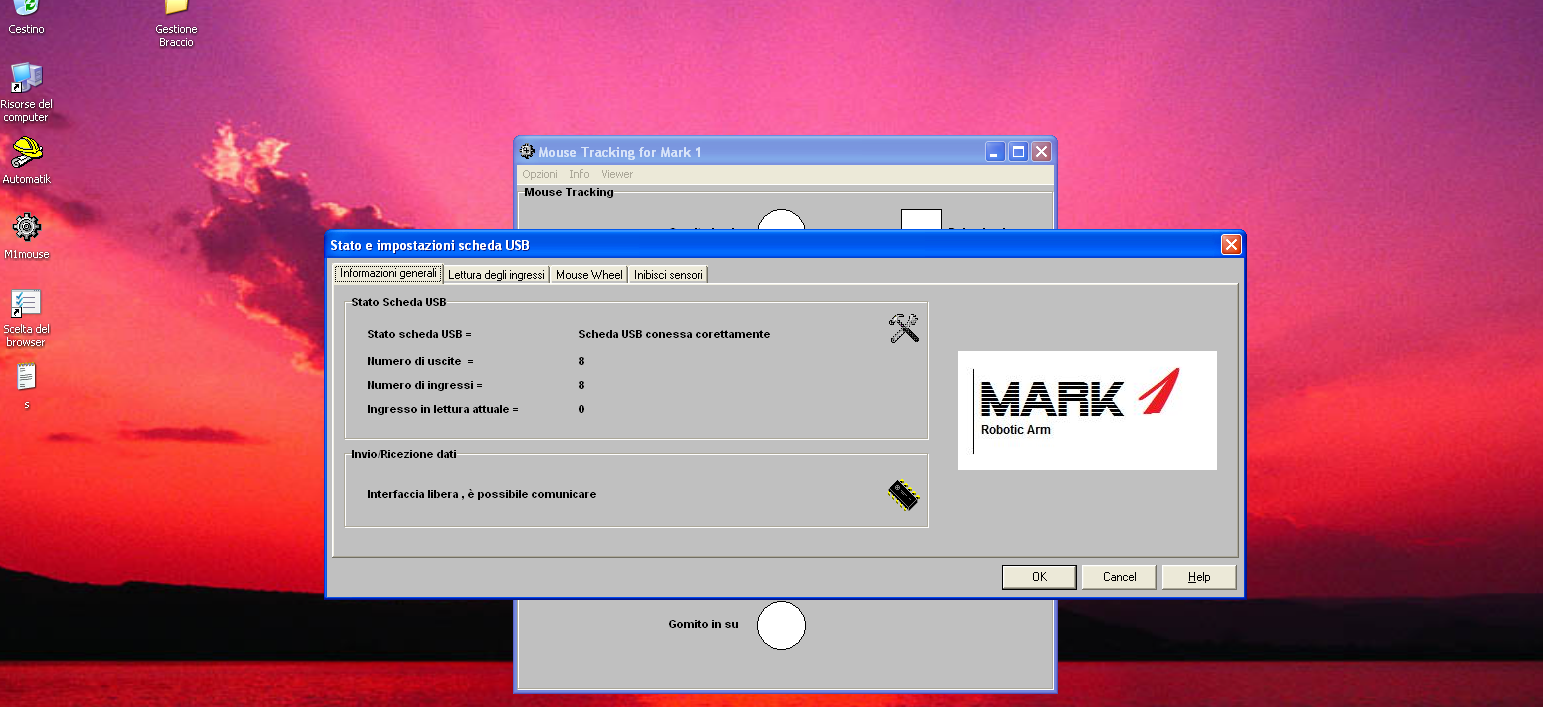 Cestino
Gestione
Braccio
Risorse del
computer
Automatik
M1mouse
Scelta del
browser
s
Mouse Tracking for Mark 1
Opzioni Info Viewer
Mouse Tracking
Stato e impostazioni scheda USB
Informazioni generali Lettura degli ingressi Mouse Wheel Inibisci sensori
Stato Scheda USB
Stato scheda USB = Scheda USB conessa corettamente
Numero di uscite = 8
Numero di ingressi = 8
Ingresso in lettura attuale = 0
Invio/Ricezione dati
Interfaccia libera , è possibile comunicare
MARK
Robotic Arm
OK Cancel Help
Gomito in su